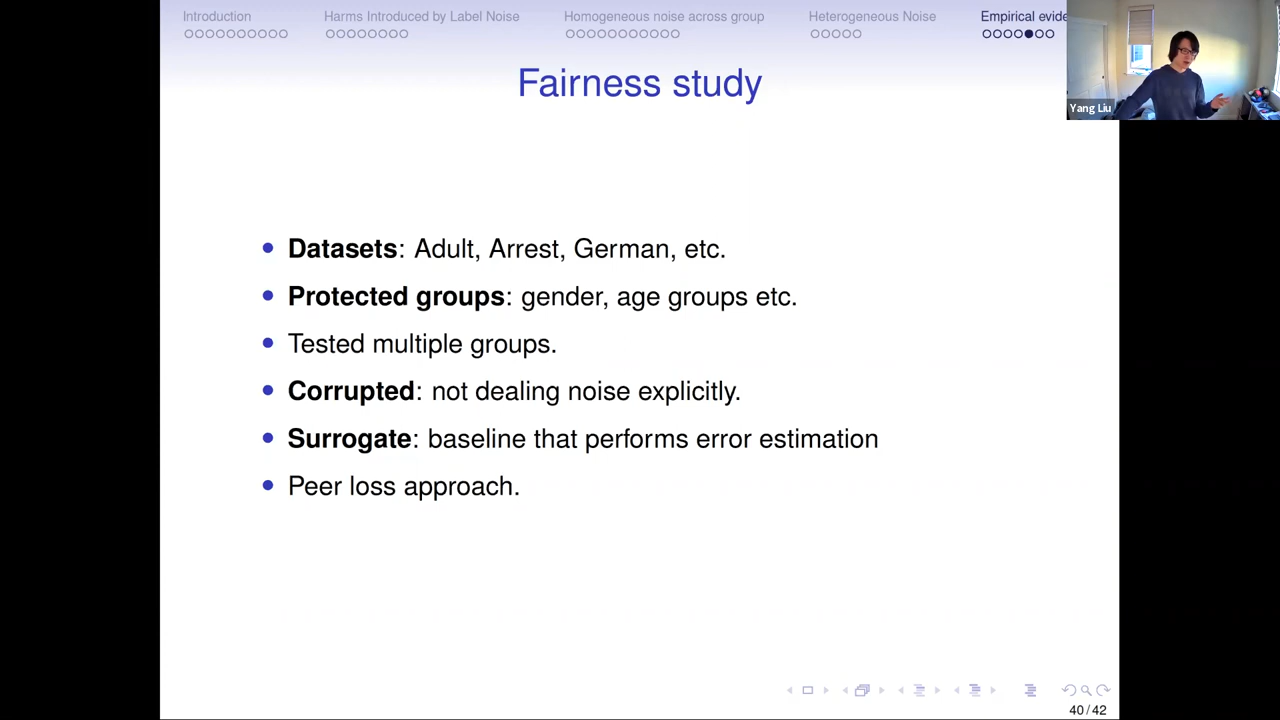 Introduction
Harms Introduced by Label Noise
Homogeneous noise across group
Heterogeneous Noise
Empirical evide
Yang Liu
Fairness study
Datasets: Adult, Arrest, German, etc.
Protected groups: gender, age groups etc.
Tested multiple groups.
Corrupted: not dealing noise explicitly.
Surrogate: baseline that performs error estimation
Peer loss approach.
40 / 42